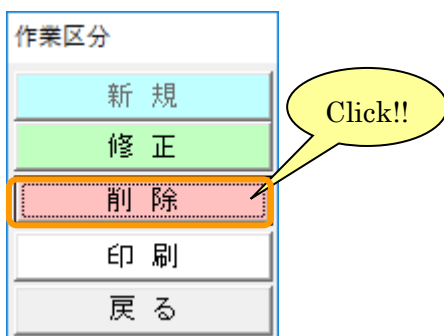 作業区分
新 規
修 正
削 除
印 刷
戻 る
Click!!